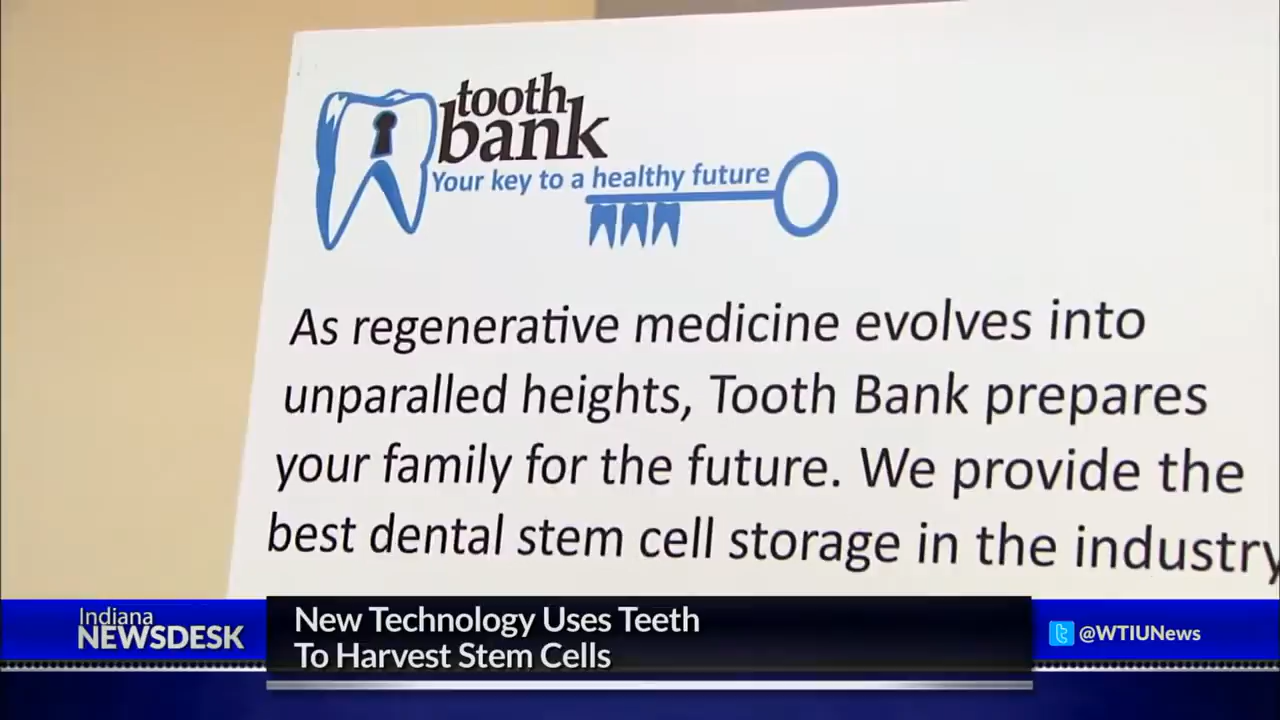 tooth
bank
Your key to a healthy future
As regenerative medicine evolves into
unparalled heights, Tooth Bank prepares
your family for the future. We provide the
best dental stem cell storage in the industry
Indiana
NEWSDESK
New Technology Uses Teeth
To Harvest Stem Cells
@WTIUNews